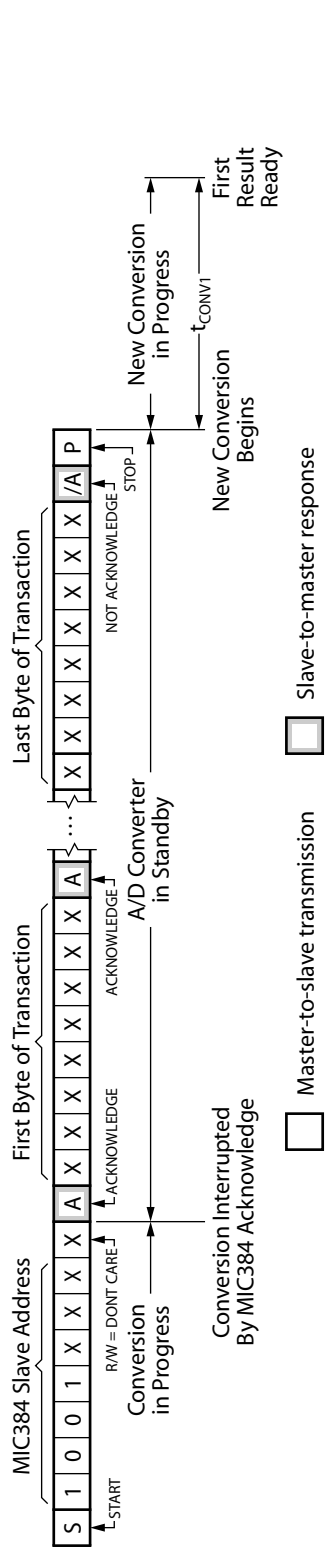 MIC384 Slave Address
First Byte of Transaction
Last Byte of Transaction
S 1 0 0 1 X X X X A X X X X X X X X A ... X X X X X X X X /A P
START
R/W = DONT CARE
ACKNOWLEDGE
ACKNOWLEDGE
NOT ACKNOWLEDGE
STOP
Conversion
in Progress
A/D Converter
in Standby
New Conversion
in Progress
tCONV1
Conversion Interrupted
By MIC384 Acknowledge
New Conversion
Begins
First
Result
Ready
Master-to-slave transmission
Slave-to-master response